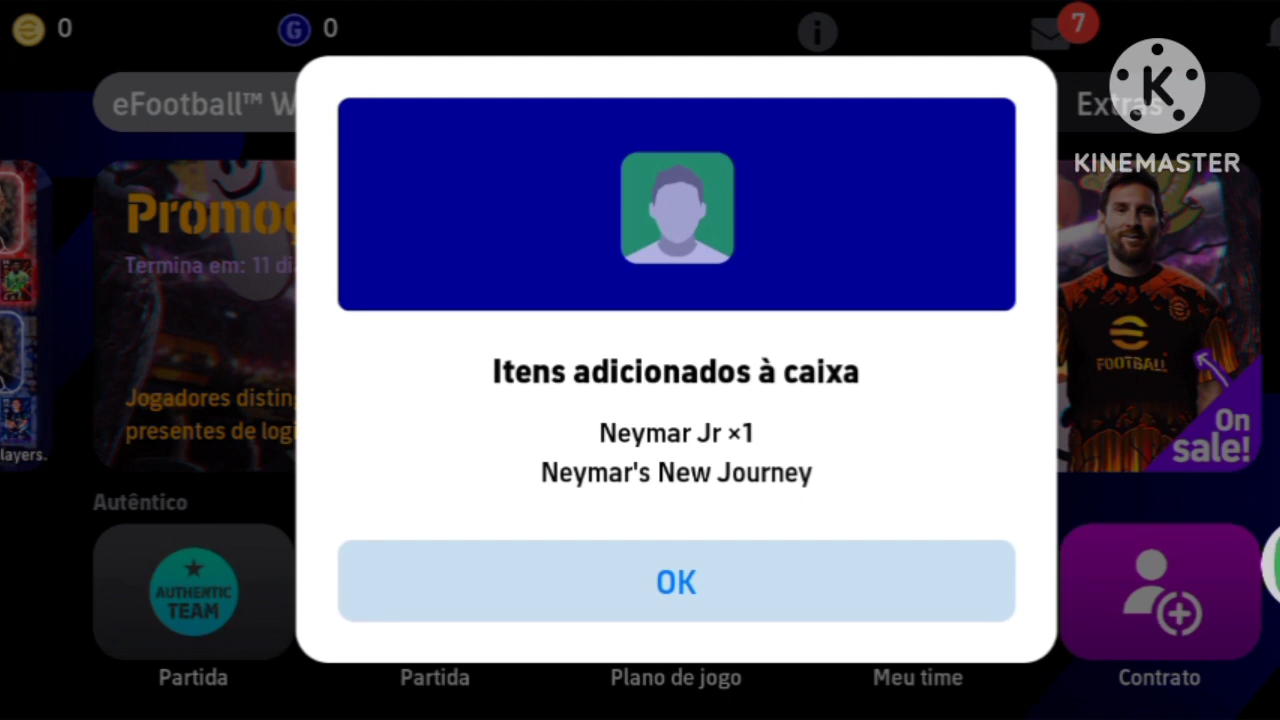 0
G
0
7
eFootball™ W
Extras
K
KINEMASTER
Promoç
Termina em: 11 di
Jogadores disting
presentes de logi
layers.
FOOTBALL
On
sale!
Itens adicionados à caixa
Neymar Jr ×1
Neymar's New Journey
OK
Autêntico
AUTHENTIC
TEAM
Partida
Partida
Plano de jogo
Meu time
Contrato